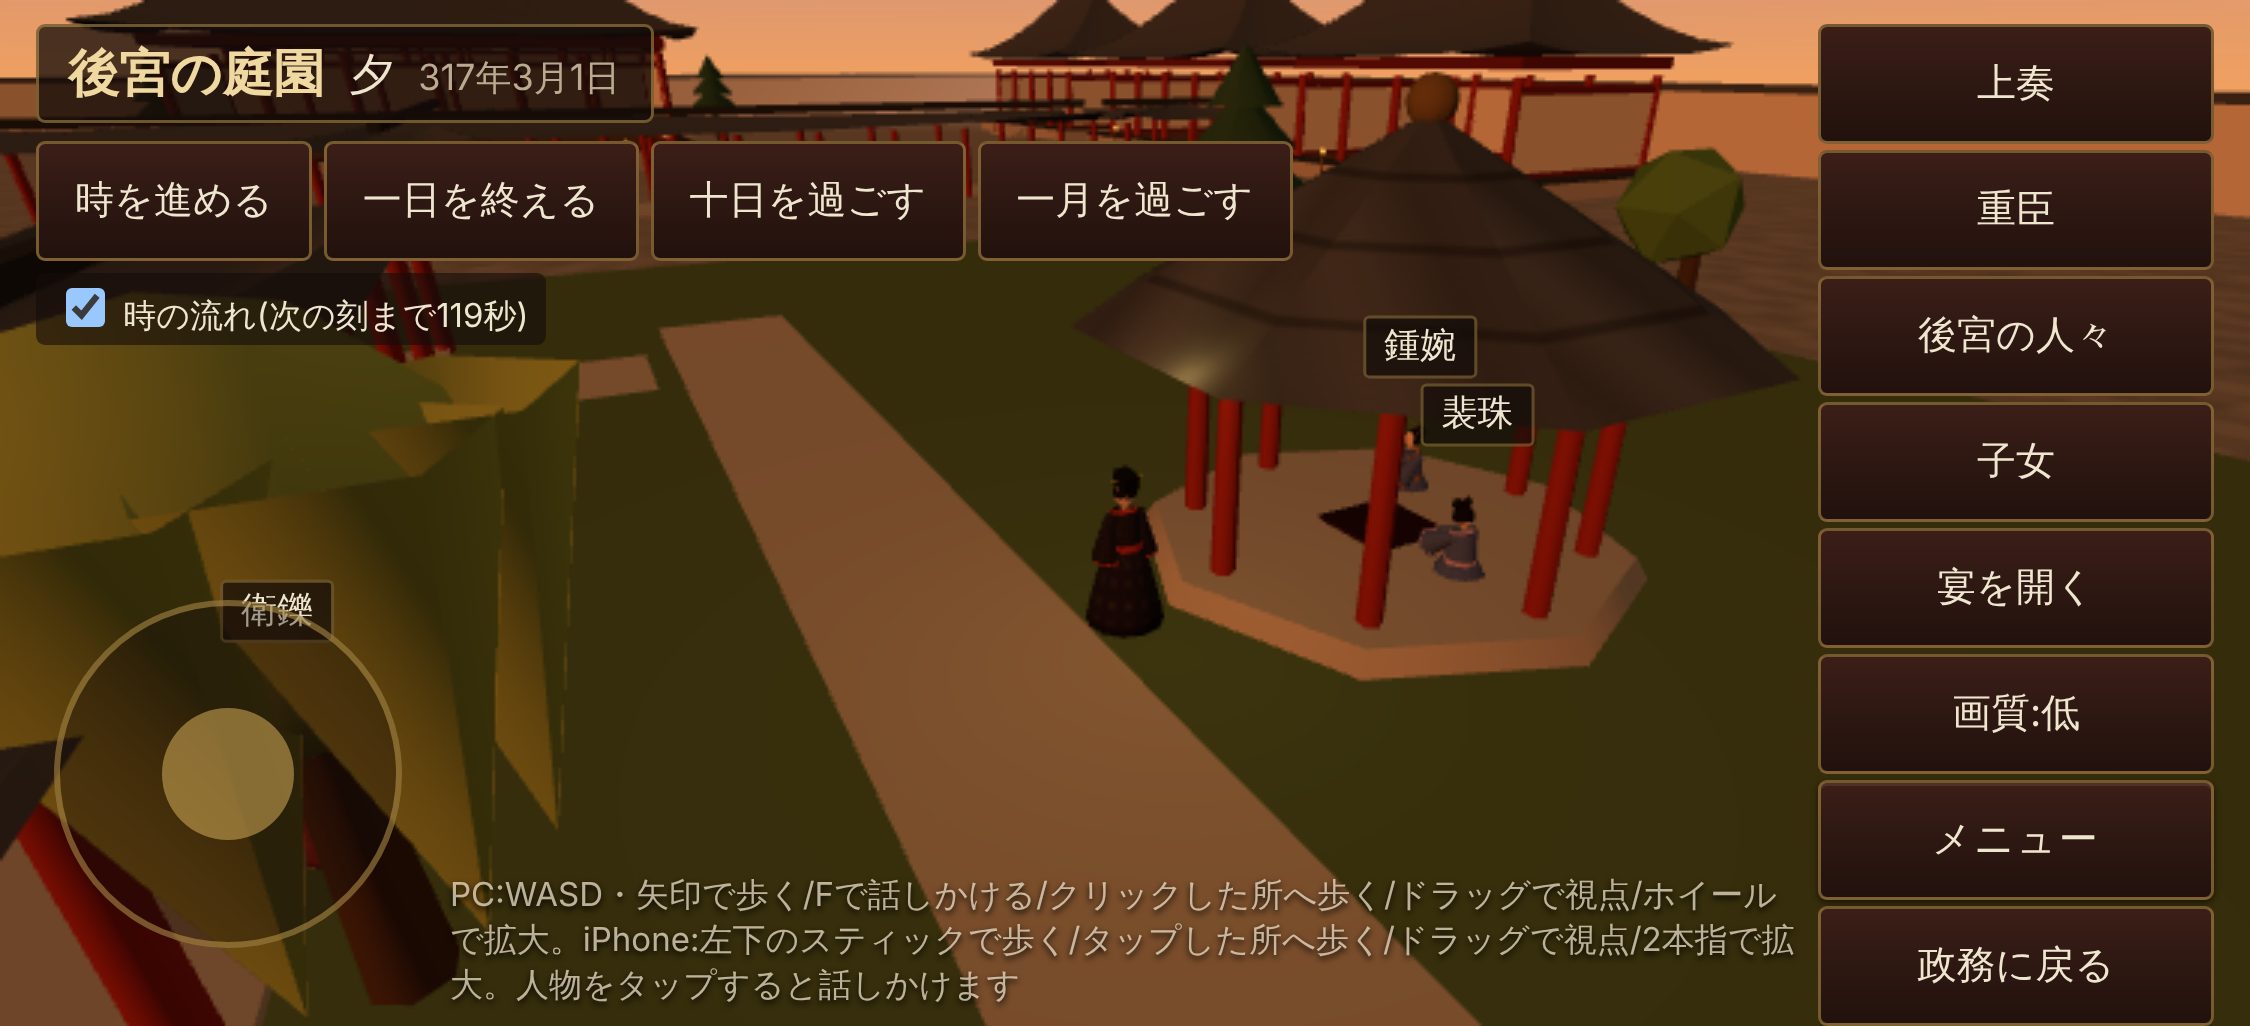 後宮の庭園 夕 317年3月1日
時を進める
一日を終える
十日を過ごす
一月を過ごす
時の流れ(次の刻まで119秒)
上奏
重臣
後宮の人々
子女
宴を開く
画質:低
メニュー
政務に戻る
鍾婉
裴珠
衛鑠
PC:WASD・矢印で歩く/Fで話しかける/クリックした所へ歩く/ドラッグで視点/ホイール
で拡大。iPhone:左下のスティックで歩く/タップした所へ歩く/ドラッグで視点/2本指で拡
大。人物をタップすると話しかけます